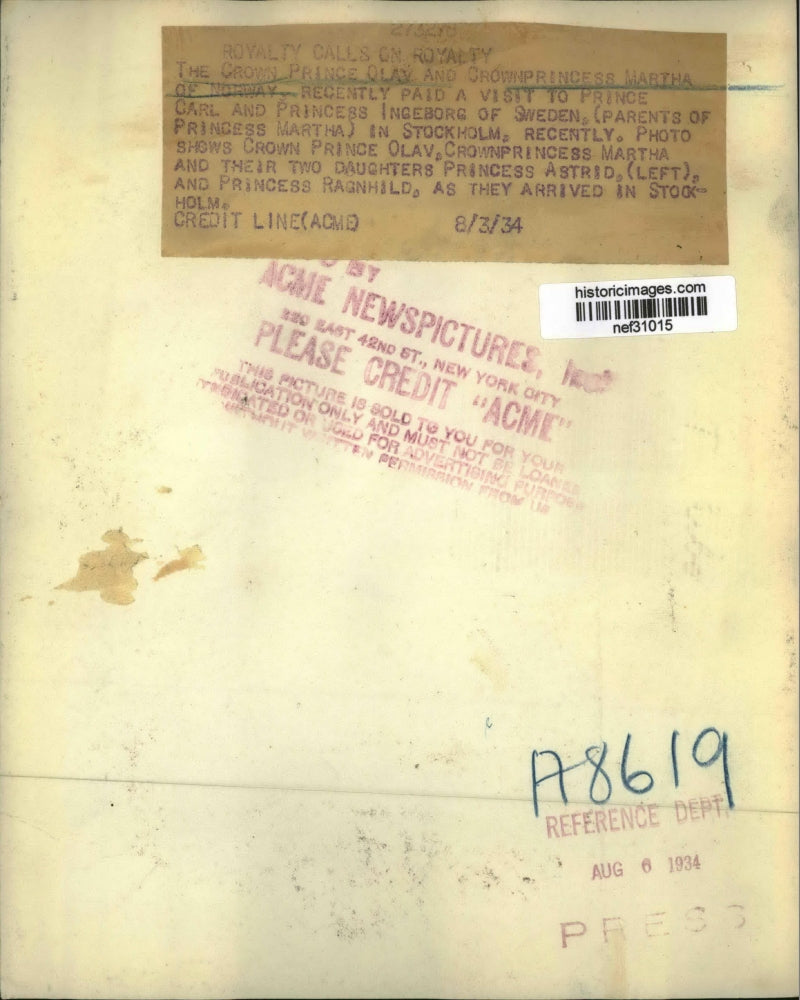 ROYALTY CALLS ON ROYALTY
THE CROWN PRINCE OLAV AND CROWNPRINCESS MARTHA
OF NORWAY, RECENTLY PAID A VISIT TO PRINCE
CARL AND PRINCESS INGEBORG OF SWEDEN, (PARENTS OF
PRINCESS MARTHA) IN STOCKHOLM, RECENTLY. PHOTO
SHOWS CROWN PRINCE OLAV, CROWNPRINCESS MARTHA
AND THEIR TWO DAUGHTERS PRINCESS ASTRID, (LEFT),
AND PRINCESS RAGNHILD, AS THEY ARRIVED IN STOCK-
HOLM.
CREDIT LINE(ACME) 8/3/34
BY
ACME NEWSPICTURES, Inc.
220 EAST 42ND ST., NEW YORK CITY
PLEASE CREDIT "ACME"
THIS PICTURE IS SOLD TO YOU FOR YOUR
PUBLICATION ONLY AND MUST NOT BE LOANED
SYNDICATED OR USED FOR ADVERTISING PURPOSES
WITHOUT WRITTEN PERMISSION FROM US
historicimages.com
nef31015
A8619
REFERENCE DEPT.
AUG 6 1934
PRESS